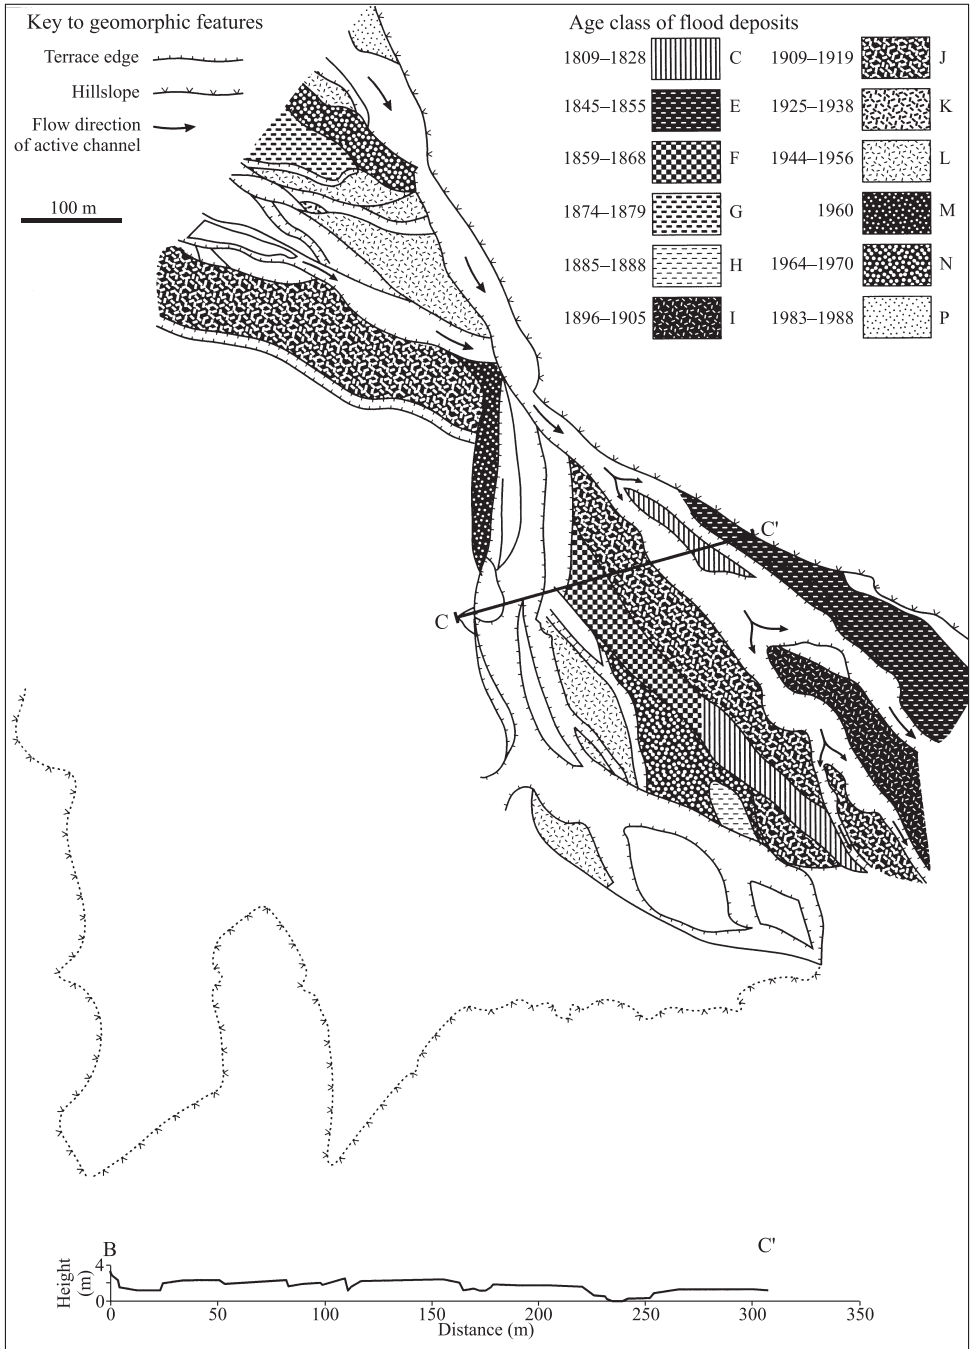 Key to geomorphic features
Terrace edge
Hillslope
Flow direction
of active channel
100 m
Age class of flood deposits
1809–1828 C
1845–1855 E
1859–1868 F
1874–1879 G
1885–1888 H
1896–1905 I
1909–1919 J
1925–1938 K
1944–1956 L
1960 M
1964–1970 N
1983–1988 P
C'
C
B
C'
Height
(m)
4
0
0 50 100 150 200 250 300 350
Distance (m)